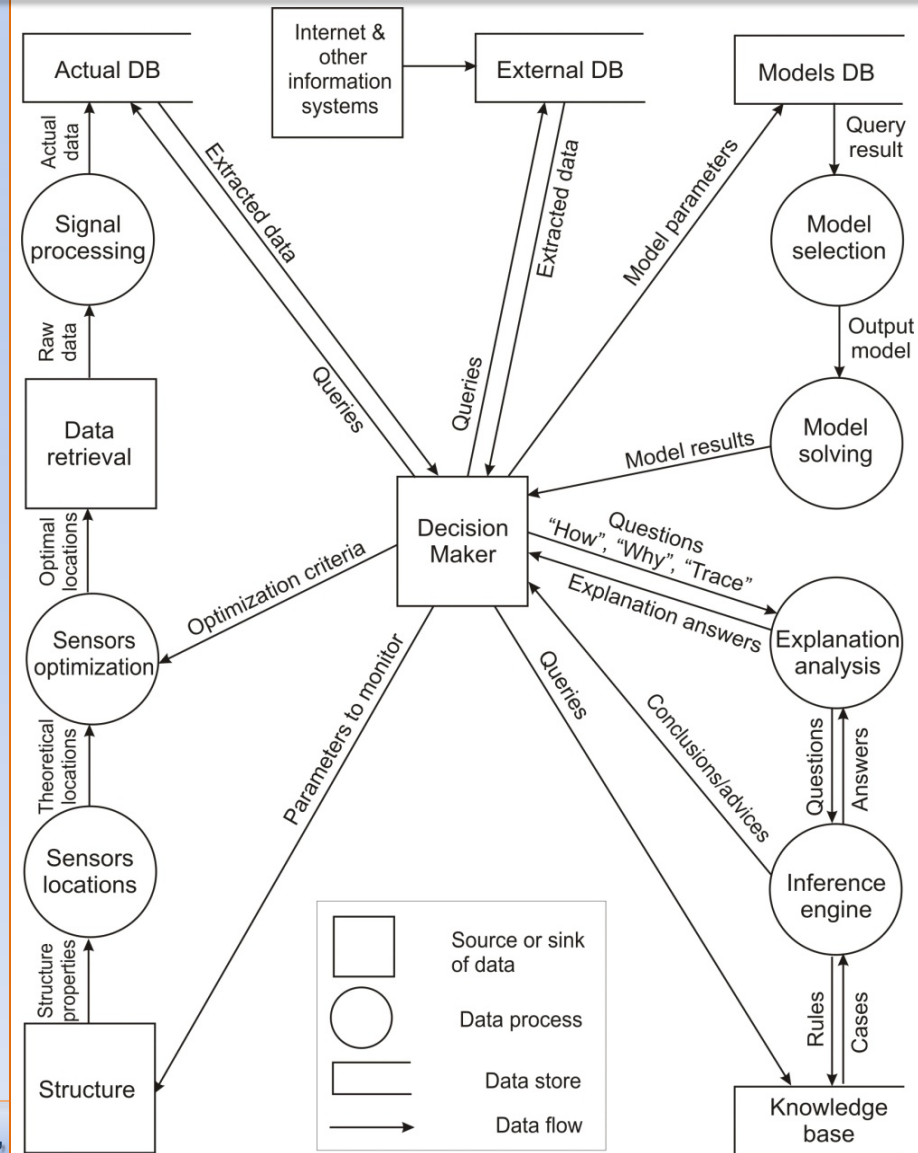 Actual DB
Internet &
other
information
systems
External DB
Models DB
Actual
data
Extracted data
Queries
Queries
Extracted data
Model parameters
Query
result
Signal
processing
Model
selection
Raw
data
Output
model
Data
retrieval
Model
solving
Model results
Optimal
locations
Decision
Maker
Optimization criteria
Questions
“How”, “Why”, “Trace”
Explanation answers
Sensors
optimization
Explanation
analysis
Parameters to monitor
Queries
Conclusions/advices
Theoretical
locations
Questions
Answers
Sensors
locations
Inference
engine
Structure
properties
Rules
Cases
Structure
Knowledge
base
Source or sink
of data
Data process
Data store
Data flow